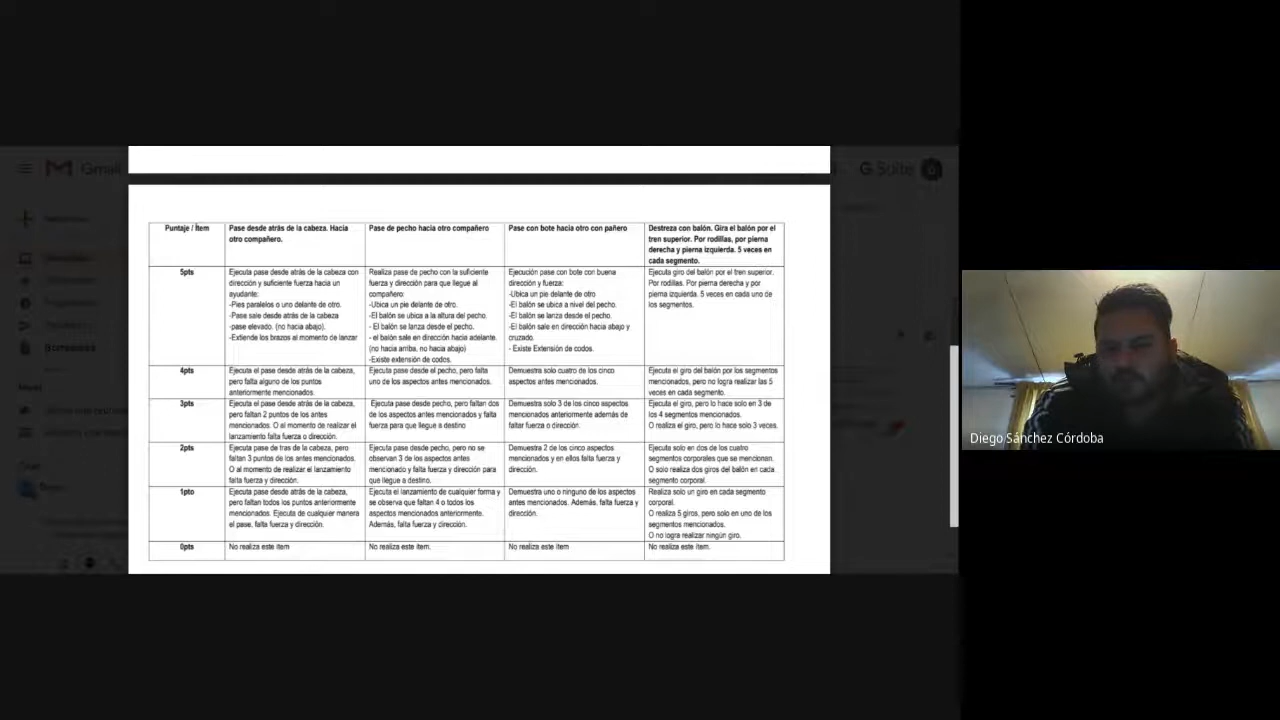 Gmail
G Suite
Puntaje / Ítem
Pase desde atrás de la cabeza. Hacia
otro compañero.
Pase de pecho hacia otro compañero
Pase con bote hacia otro con pañero
Destreza con balón. Gira el balón por el
tren superior. Por rodillas, por pierna
derecha y pierna izquierda. 5 veces en
cada segmento.
5pts
Ejecuta pase desde atrás de la cabeza con
dirección y suficiente fuerza hacia un
ayudante:
-Pies paralelos o uno delante de otro.
-Pase sale desde atrás de la cabeza
-pase elevado. (no hacia abajo).
-Extiende los brazos al momento de lanzar
Realiza pase de pecho con la suficiente
fuerza y dirección para que llegue al
compañero:
-Ubica un pie delante de otro.
-El balón se ubica a la altura del pecho.
- El balón se lanza desde el pecho.
- el balón sale en dirección hacia adelante.
(no hacia arriba, no hacia abajo)
-Existe extensión de codos.
Ejecución pase con bote con buena
dirección y fuerza:
-Ubica un pie delante de otro
-El balón se ubica a nivel del pecho.
-El balón se lanza desde el pecho.
-El balón sale en dirección hacia abajo y
cruzado.
- Existe Extensión de codos.
Ejecuta giro del balón por el tren superior.
Por rodillas. Por pierna derecha y por
pierna izquierda. 5 veces en cada uno de
los segmentos.
4pts
Ejecuta el pase desde atrás de la cabeza,
pero falta alguno de los puntos
anteriormente mencionados.
Ejecuta pase desde el pecho, pero falta
uno de los aspectos antes mencionados.
Demuestra solo cuatro de los cinco
aspectos antes mencionados.
Ejecuta el giro del balón por los segmentos
mencionados, pero no logra realizar las 5
veces en cada segmento.
3pts
Ejecuta el pase desde atrás de la cabeza,
pero faltan 2 puntos de los antes
mencionados. O al momento de realizar el
lanzamiento falta fuerza o dirección.
Ejecuta pase desde pecho, pero faltan dos
de los aspectos antes mencionados y falta
fuerza para que llegue a destino
Demuestra solo 3 de los cinco aspectos
mencionados anteriormente además de
faltar fuerza o dirección.
Ejecuta el giro, pero lo hace solo en 3 de
los 4 segmentos mencionados.
O realiza el giro, pero lo hace solo 3 veces.
2pts
Ejecuta pase de tras de la cabeza, pero
faltan 3 puntos de los antes mencionados.
O al momento de realizar el lanzamiento
falta fuerza y dirección.
Ejecuta pase desde pecho, pero no se
observan 3 de los aspectos antes
mencionado y falta fuerza y dirección para
que llegue a destino.
Demuestra 2 de los cinco aspectos
mencionados y en ellos falta fuerza y
dirección.
Ejecuta solo en dos de los cuatro
segmentos corporales que se mencionan.
O solo realiza dos giros del balón en cada
segmento corporal.
1pto
Ejecuta pase desde atrás de la cabeza,
pero faltan todos los puntos anteriormente
mencionados. Ejecuta de cualquier manera
el pase, falta fuerza y dirección.
Ejecuta el lanzamiento de cualquier forma y
se observa que faltan 4 o todos los
aspectos mencionados anteriormente.
Además, falta fuerza y dirección.
Demuestra uno o ninguno de los aspectos
antes mencionados. Además, falta fuerza y
dirección.
Realiza solo un giro en cada segmento
corporal.
O realiza 5 giros, pero solo en uno de los
segmentos mencionados.
O no logra realizar ningún giro.
0pts
No realiza este ítem
No realiza este ítem.
No realiza este ítem
No realiza este ítem.
Diego Sánchez Córdoba